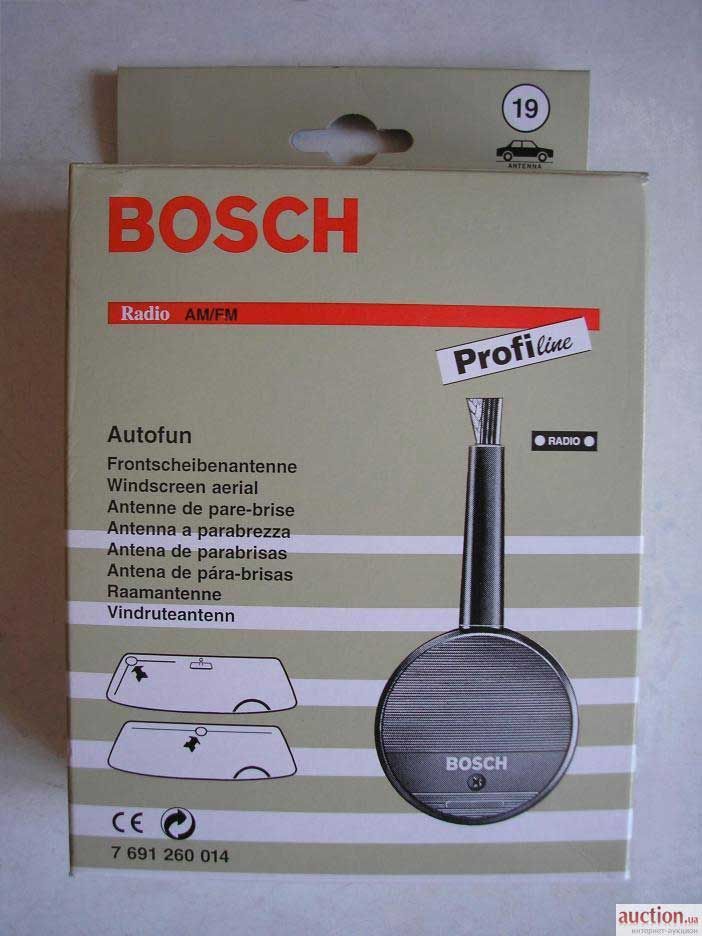 19
ANTENNA
BOSCH
Radio AM/FM
Profi line
RADIO
Autofun
Frontscheibenantenne
Windscreen aerial
Antenne de pare-brise
Antenna a parabrezza
Antena de parabrisas
Antena de pára-brisas
Raamantenne
Vindruteantenn
BOSCH
CE
7 691 260 014
auction.ua
интернет-аукцион